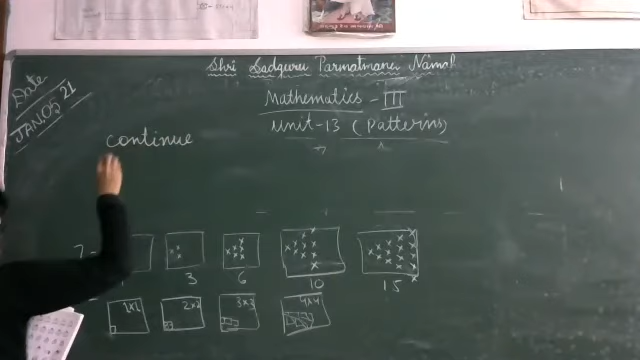 Shri Sadguru Parmatmane Namah
Date
JAN 05 21
Mathematics - III
Unit-13 (Patterns)
continue
3 6 10 15
2x2 3x3 4x4